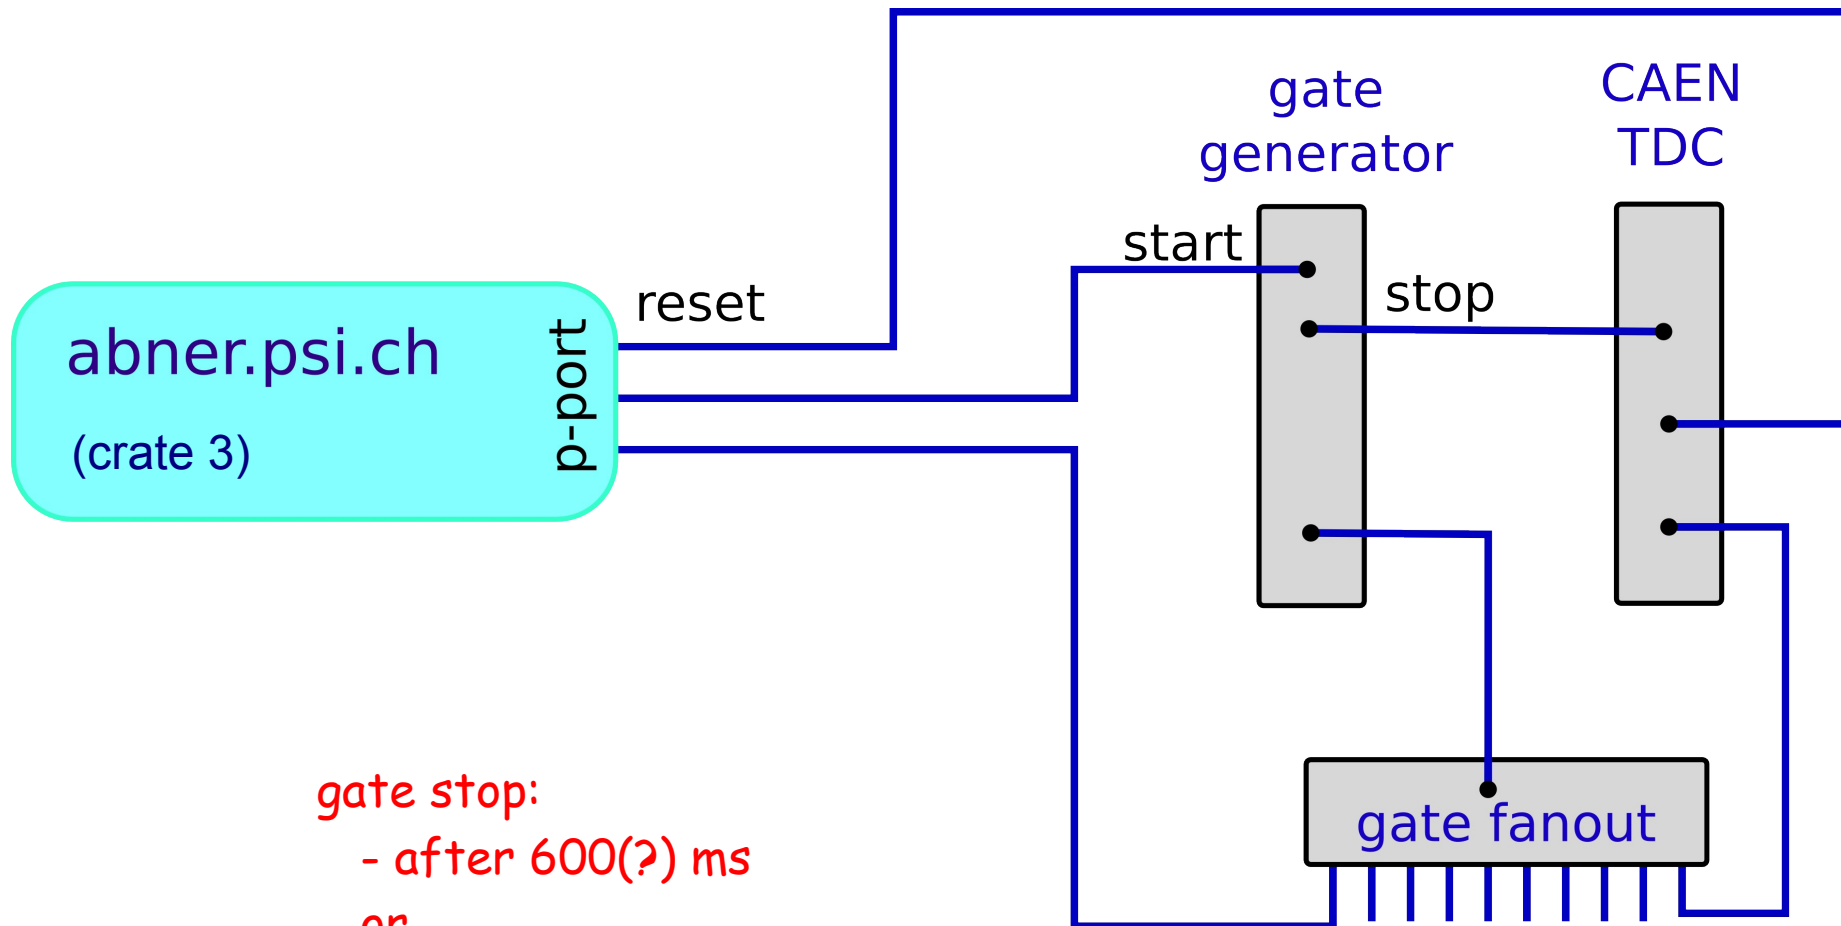 gate
generator
CAEN
TDC
start
stop
reset
abner.psi.ch
(crate 3)
p-port
gate fanout
gate stop:
- after 600(?) ms
or